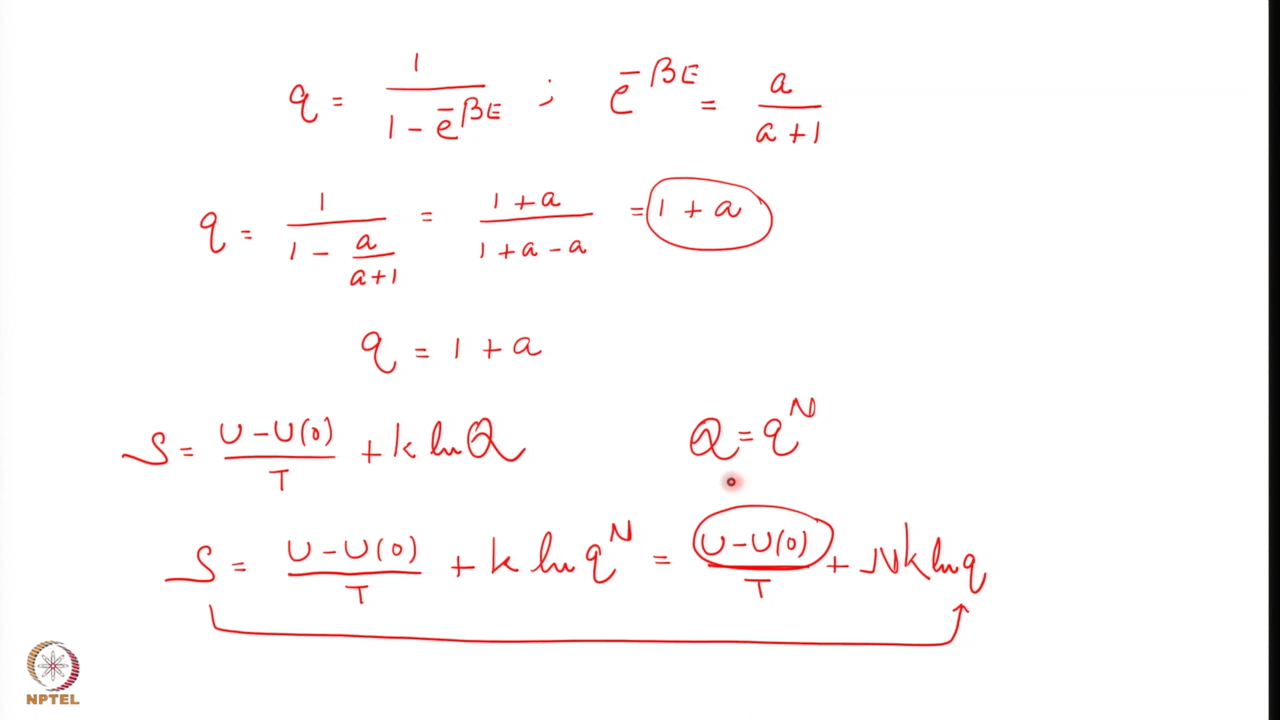 q = 1 / (1 - e^{-βE}) ; e^{-βE} = a / (a + 1)
q = 1 / (1 - a/(a+1)) = (1 + a) / (1 + a - a) = 1 + a
q = 1 + a
S = (U - U(0)) / T + k ln Q    Q = q^N
S = (U - U(0)) / T + k ln q^N = (U - U(0)) / T + Nk ln q
NPTEL